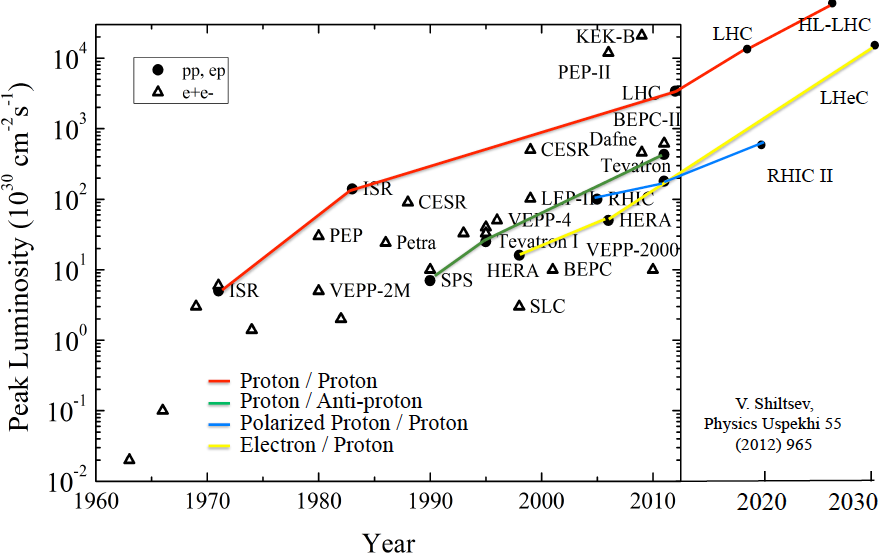 KEK-B
LHC
HL-LHC
10^4
pp, ep
e+e-
PEP-II
LHC
LHeC
10^3
BEPC-II
Dafne
CESR
Tevatron
RHIC II
10^2
ISR
CESR
LEP-II
RHIC
VEPP-4
HERA
PEP
Petra
Tevatron I
VEPP-2000
10^1
ISR
VEPP-2M
SPS
HERA
BEPC
SLC
10^0
Proton / Proton
Proton / Anti-proton
Polarized Proton / Proton
Electron / Proton
V. Shiltsev,
Physics Uspekhi 55
(2012) 965
10^-1
10^-2
1960 1970 1980 1990 2000 2010 2020 2030
Year
Peak Luminosity (10^30 cm^-2 s^-1)